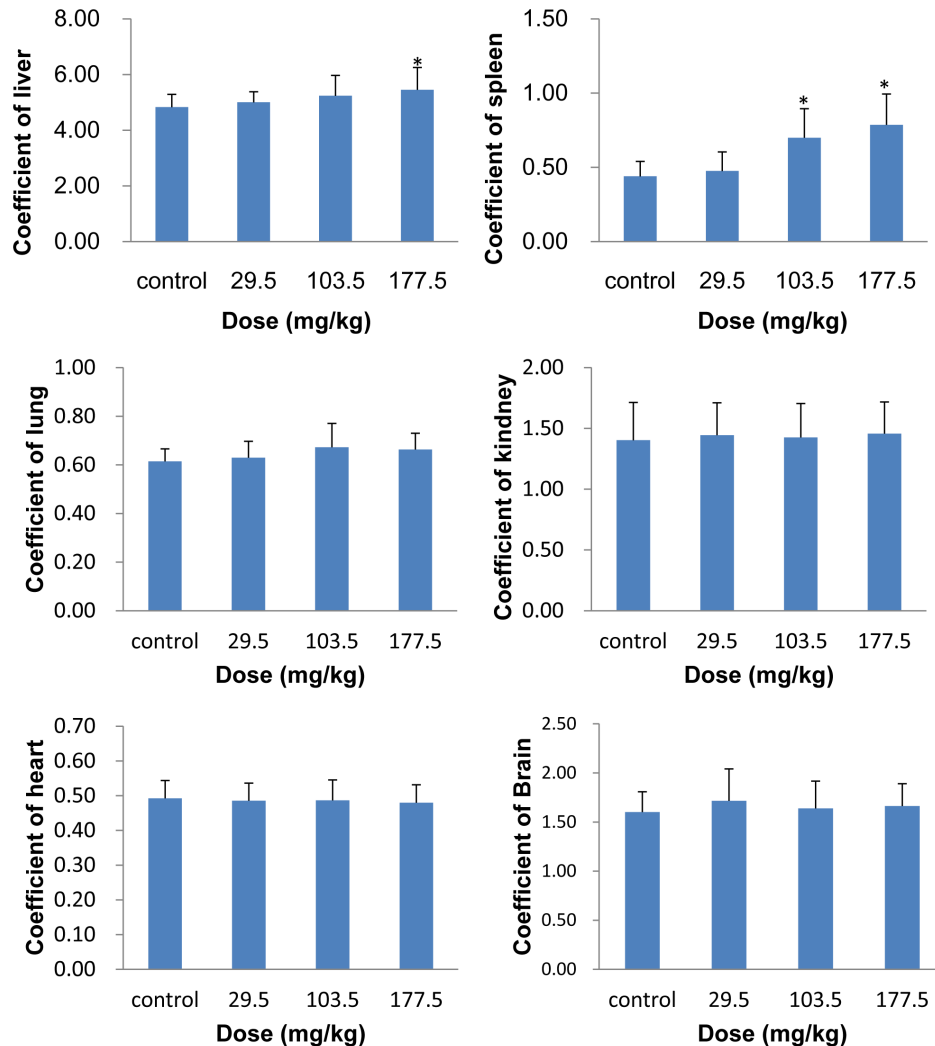 Coefficient of liver
8.00
6.00
4.00
2.00
0.00
*
control 29.5 103.5 177.5
Dose (mg/kg)
Coefficient of spleen
1.50
1.00
0.50
0.00
* *
control 29.5 103.5 177.5
Dose (mg/kg)
Coefficient of lung
1.00
0.80
0.60
0.40
0.20
0.00
control 29.5 103.5 177.5
Dose (mg/kg)
Coefficient of kindney
2.00
1.50
1.00
0.50
0.00
control 29.5 103.5 177.5
Dose (mg/kg)
Coefficient of heart
0.70
0.60
0.50
0.40
0.30
0.20
0.10
0.00
control 29.5 103.5 177.5
Dose (mg/kg)
Coefficient of Brain
2.50
2.00
1.50
1.00
0.50
0.00
control 29.5 103.5 177.5
Dose (mg/kg)